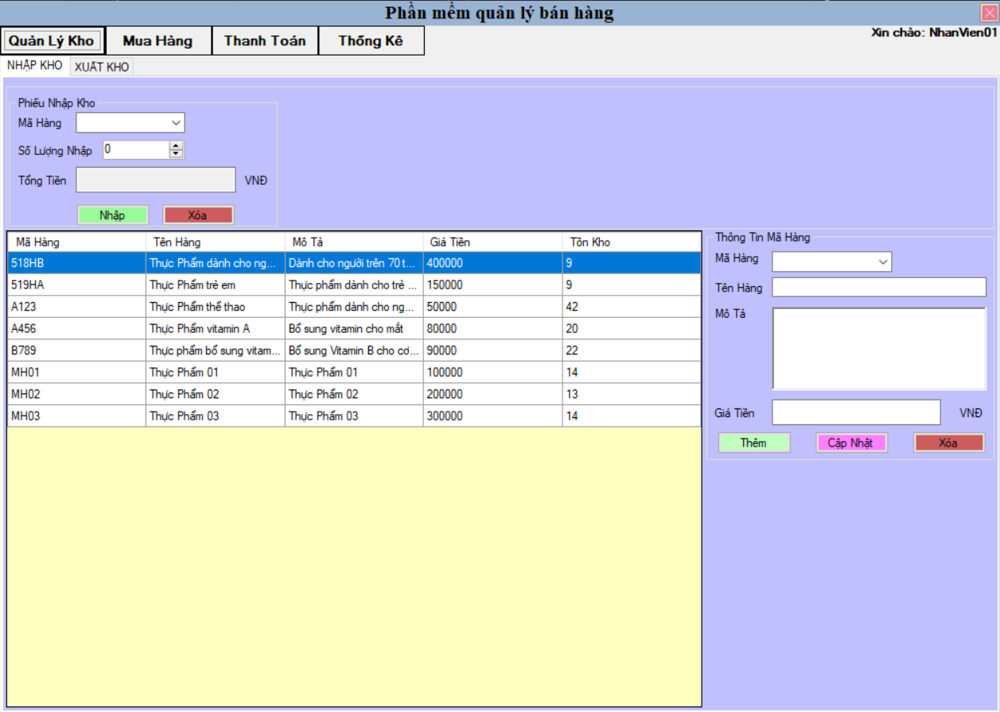 Phần mềm quản lý bán hàng
Quản Lý Kho Mua Hàng Thanh Toán Thống Kê
Xin chào: NhanVien01
NHẬP KHO XUẤT KHO
Phiếu Nhập Kho
Mã Hàng
Số Lượng Nhập 0
Tổng Tiền VNĐ
Nhập Xóa
Mã Hàng Tên Hàng Mô Tả Giá Tiền Tồn Kho
518HB Thực Phẩm dành cho ng... Dành cho người trên 70 t... 400000 9
519HA Thực Phẩm trẻ em Thực phẩm dành cho trẻ ... 150000 9
A123 Thực Phẩm thể thao Thực phẩm dành cho ng... 50000 42
A456 Thực Phẩm vitamin A Bổ sung vitamin cho mắt 80000 20
B789 Thực phẩm bổ sung vitam... Bổ sung Vitamin B cho cơ... 90000 22
MH01 Thực Phẩm 01 Thực Phẩm 01 100000 14
MH02 Thực Phẩm 02 Thực Phẩm 02 200000 13
MH03 Thực Phẩm 03 Thực Phẩm 03 300000 14
Thông Tin Mã Hàng
Mã Hàng
Tên Hàng
Mô Tả
Giá Tiền VNĐ
Thêm Cập Nhật Xóa